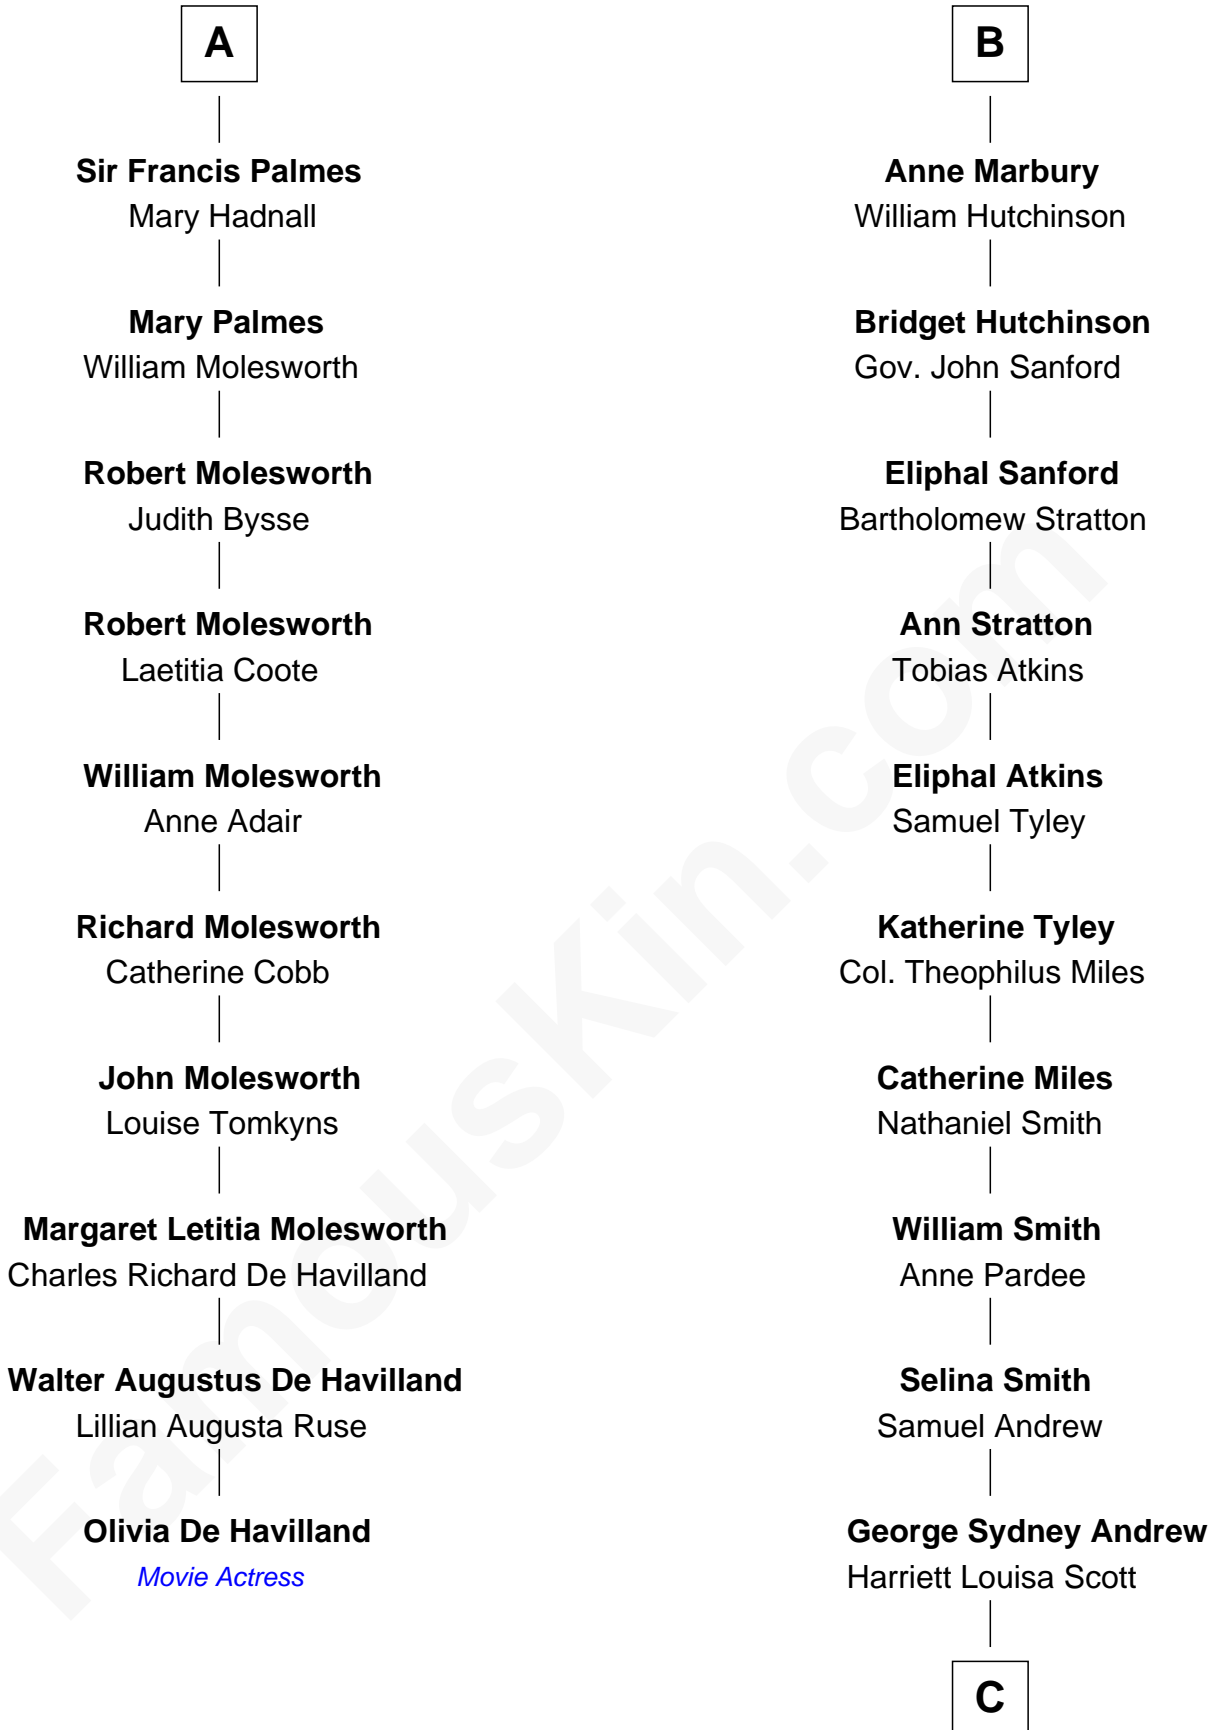 A
Sir Francis Palmes
Mary Hadnall
Mary Palmes
William Molesworth
Robert Molesworth
Judith Bysse
Robert Molesworth
Laetitia Coote
William Molesworth
Anne Adair
Richard Molesworth
Catherine Cobb
John Molesworth
Louise Tomkyns
Margaret Letitia Molesworth
Charles Richard De Havilland
Walter Augustus De Havilland
Lillian Augusta Ruse
Olivia De Havilland
Movie Actress
B
Anne Marbury
William Hutchinson
Bridget Hutchinson
Gov. John Sanford
Eliphal Sanford
Bartholomew Stratton
Ann Stratton
Tobias Atkins
Eliphal Atkins
Samuel Tyley
Katherine Tyley
Col. Theophilus Miles
Catherine Miles
Nathaniel Smith
William Smith
Anne Pardee
Selina Smith
Samuel Andrew
George Sydney Andrew
Harriett Louisa Scott
C
FamousKin.com